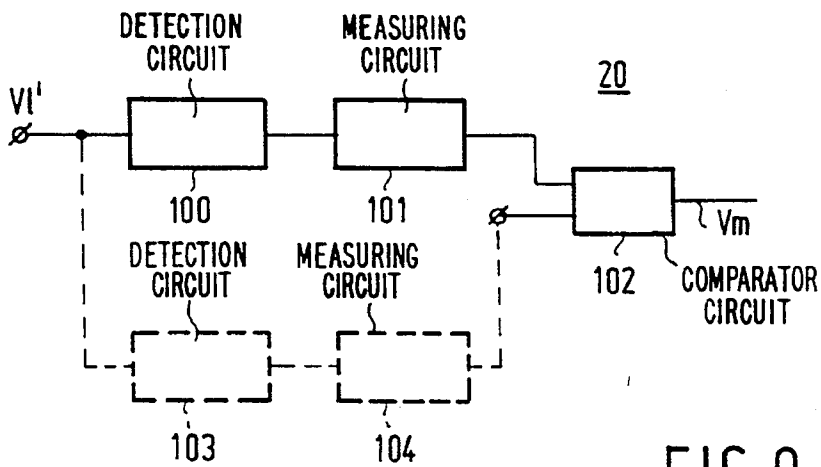 DETECTION
CIRCUIT
MEASURING
CIRCUIT
20
Vl'
100
101
102
Vm
COMPARATOR
CIRCUIT
DETECTION
CIRCUIT
MEASURING
CIRCUIT
103
104